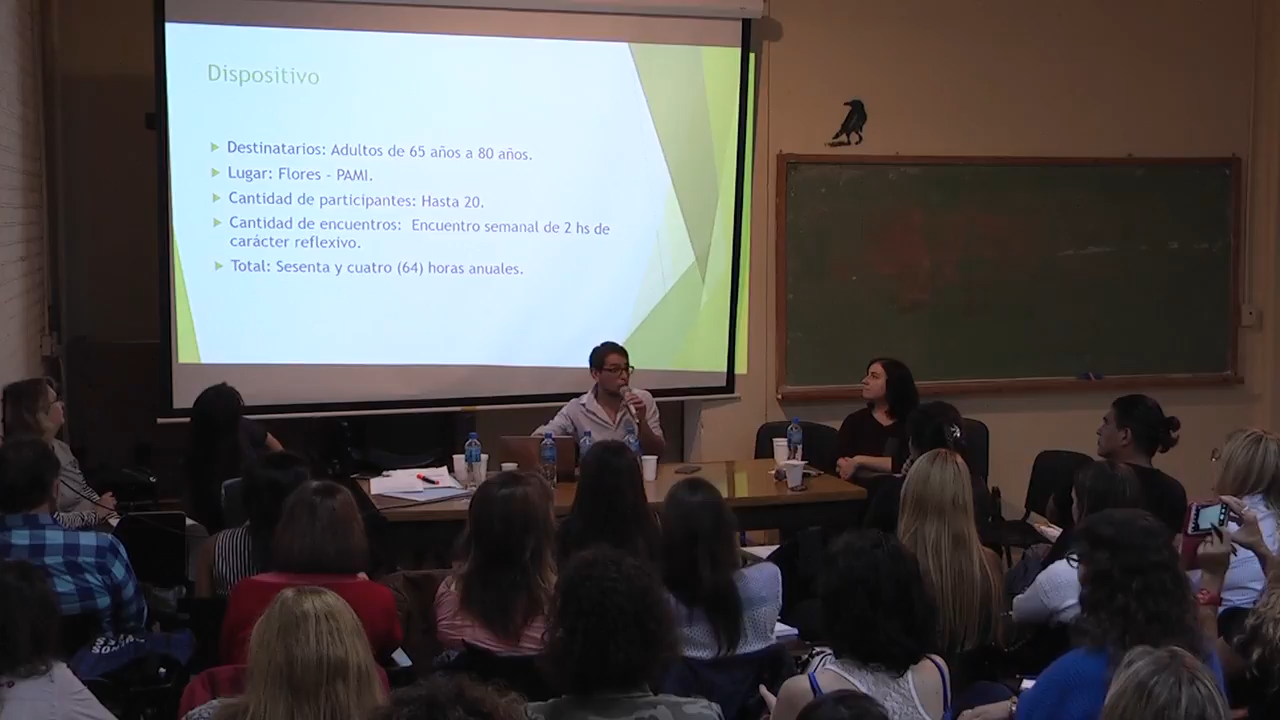 Dispositivo
Destinatarios: Adultos de 65 años a 80 años.
Lugar: Flores - PAMI.
Cantidad de participantes: Hasta 20.
Cantidad de encuentros: Encuentro semanal de 2 hs de
carácter reflexivo.
Total: Sesenta y cuatro (64) horas anuales.